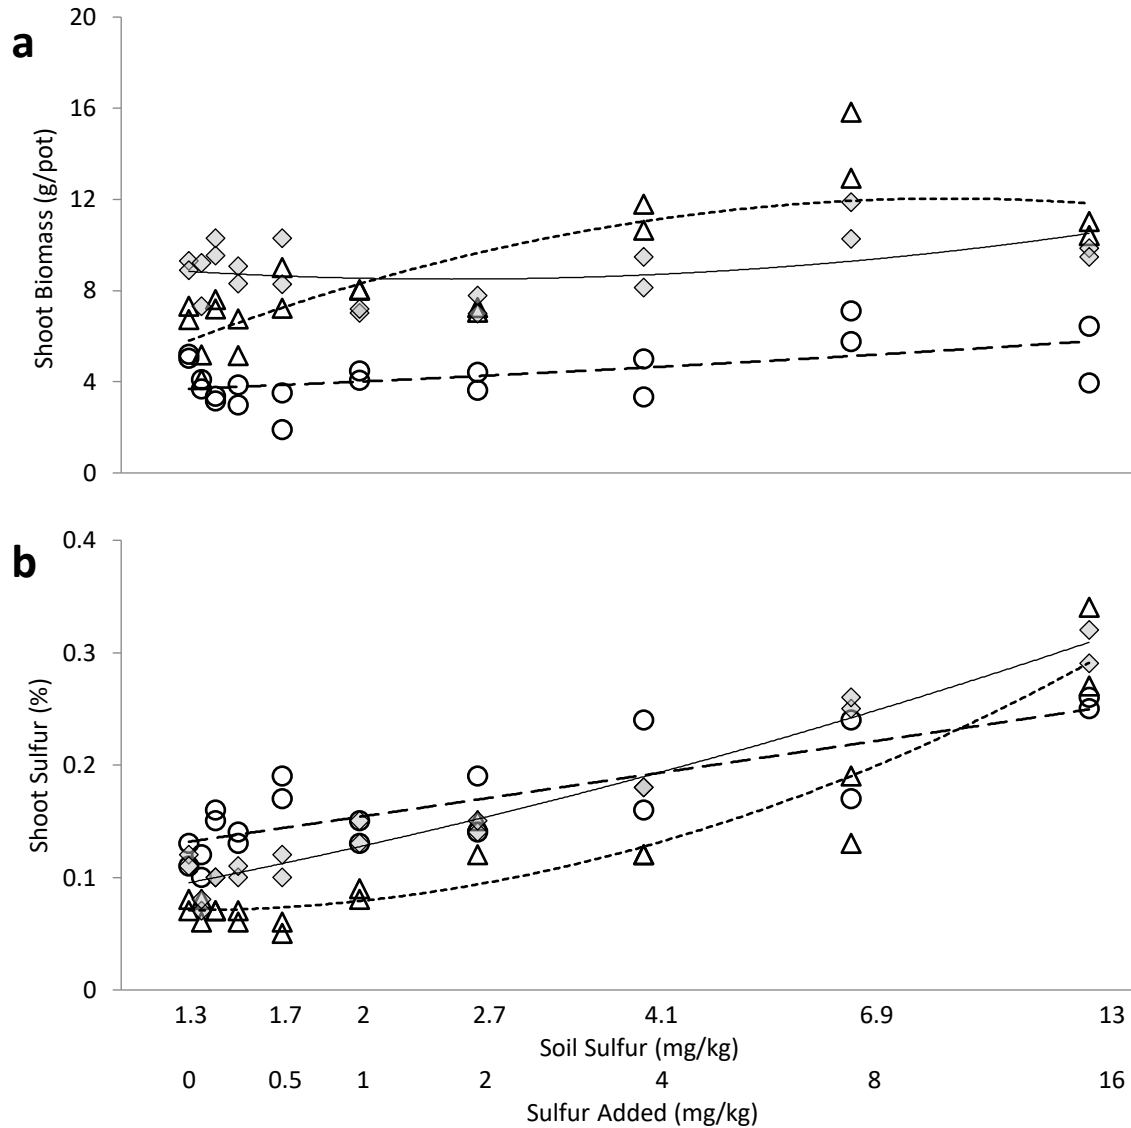 a
Shoot Biomass (g/pot)
20
16
12
8
4
0
b
Shoot Sulfur (%)
0.4
0.3
0.2
0.1
0
1.3 1.7 2 2.7 4.1 6.9 13
Soil Sulfur (mg/kg)
0 0.5 1 2 4 8 16
Sulfur Added (mg/kg)